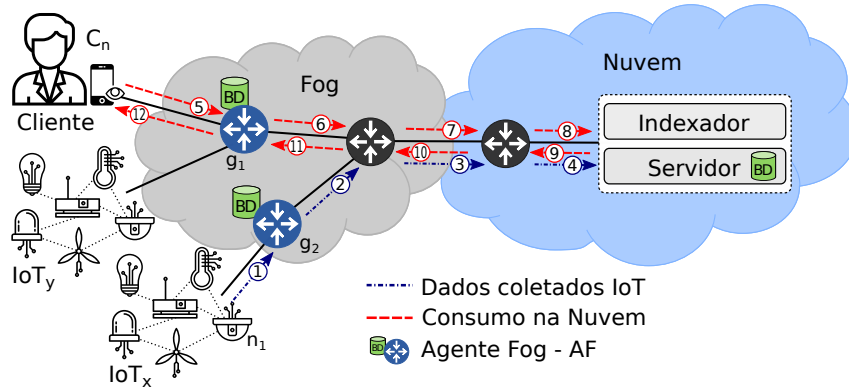 Cn
Cliente
Fog
Nuvem
BD
g1
5
12
6
11
7
10
3
8
9
4
Indexador
Servidor
BD
BD
g2
2
1
IoTy
n1
IoTx
Dados coletados IoT
Consumo na Nuvem
BD
Agente Fog - AF